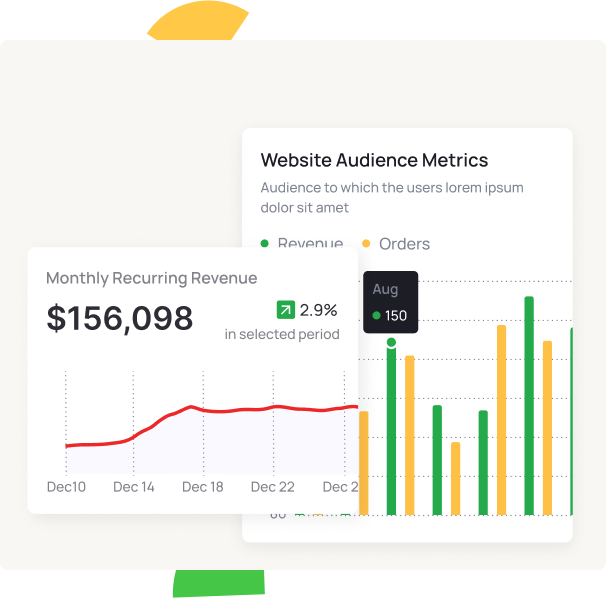 Website Audience Metrics
Audience to which the users lorem ipsum
dolor sit amet
Revenue
Orders
Monthly Recurring Revenue
$156,098
2.9%
in selected period
Aug
150
Dec10
Dec 14
Dec 18
Dec 22
Dec 2